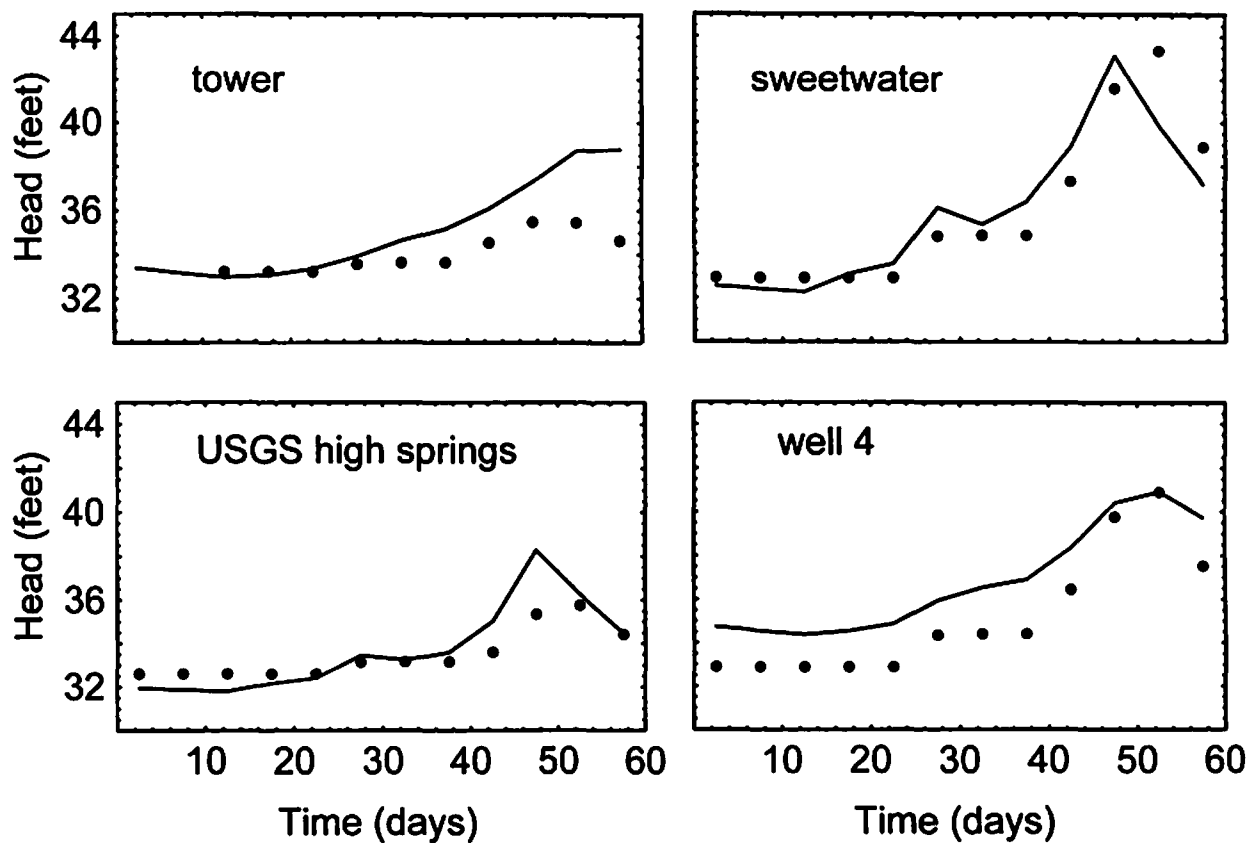 tower
sweetwater
Head (feet)
44
40
36
32
USGS high springs
well 4
Head (feet)
44
40
36
32
10 20 30 40 50 60
10 20 30 40 50 60
Time (days)
Time (days)